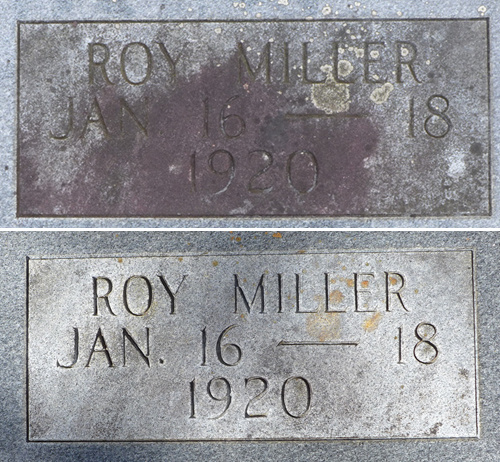 ROY MILLER
JAN. 16 — 18
1920
ROY MILLER
JAN. 16 — 18
1920